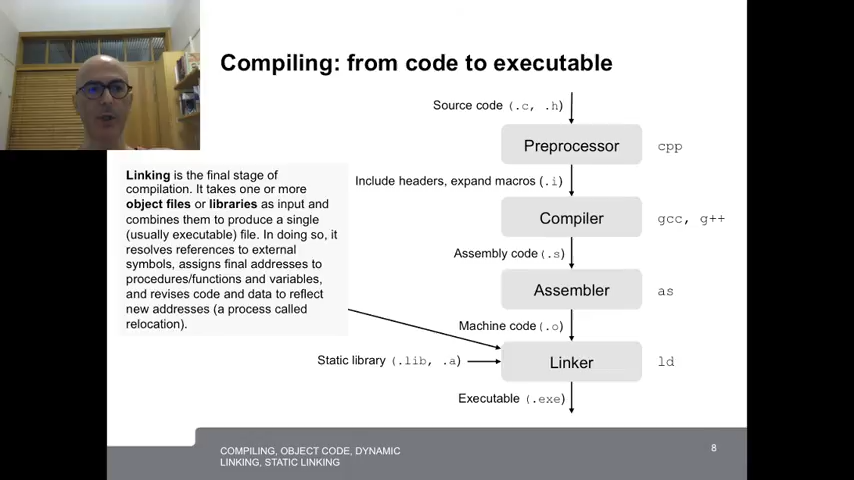 Compiling: from code to executable
Source code (.c, .h)
Preprocessor
cpp
Linking is the final stage of
compilation. It takes one or more
object files or libraries as input and
combines them to produce a single
(usually executable) file. In doing so, it
resolves references to external
symbols, assigns final addresses to
procedures/functions and variables,
and revises code and data to reflect
new addresses (a process called
relocation).
Include headers, expand macros (.i)
Compiler
gcc, g++
Assembly code (.s)
Assembler
as
Machine code (.o)
Static library (.lib, .a)
Linker
ld
Executable (.exe)
COMPILING, OBJECT CODE, DYNAMIC
LINKING, STATIC LINKING
8